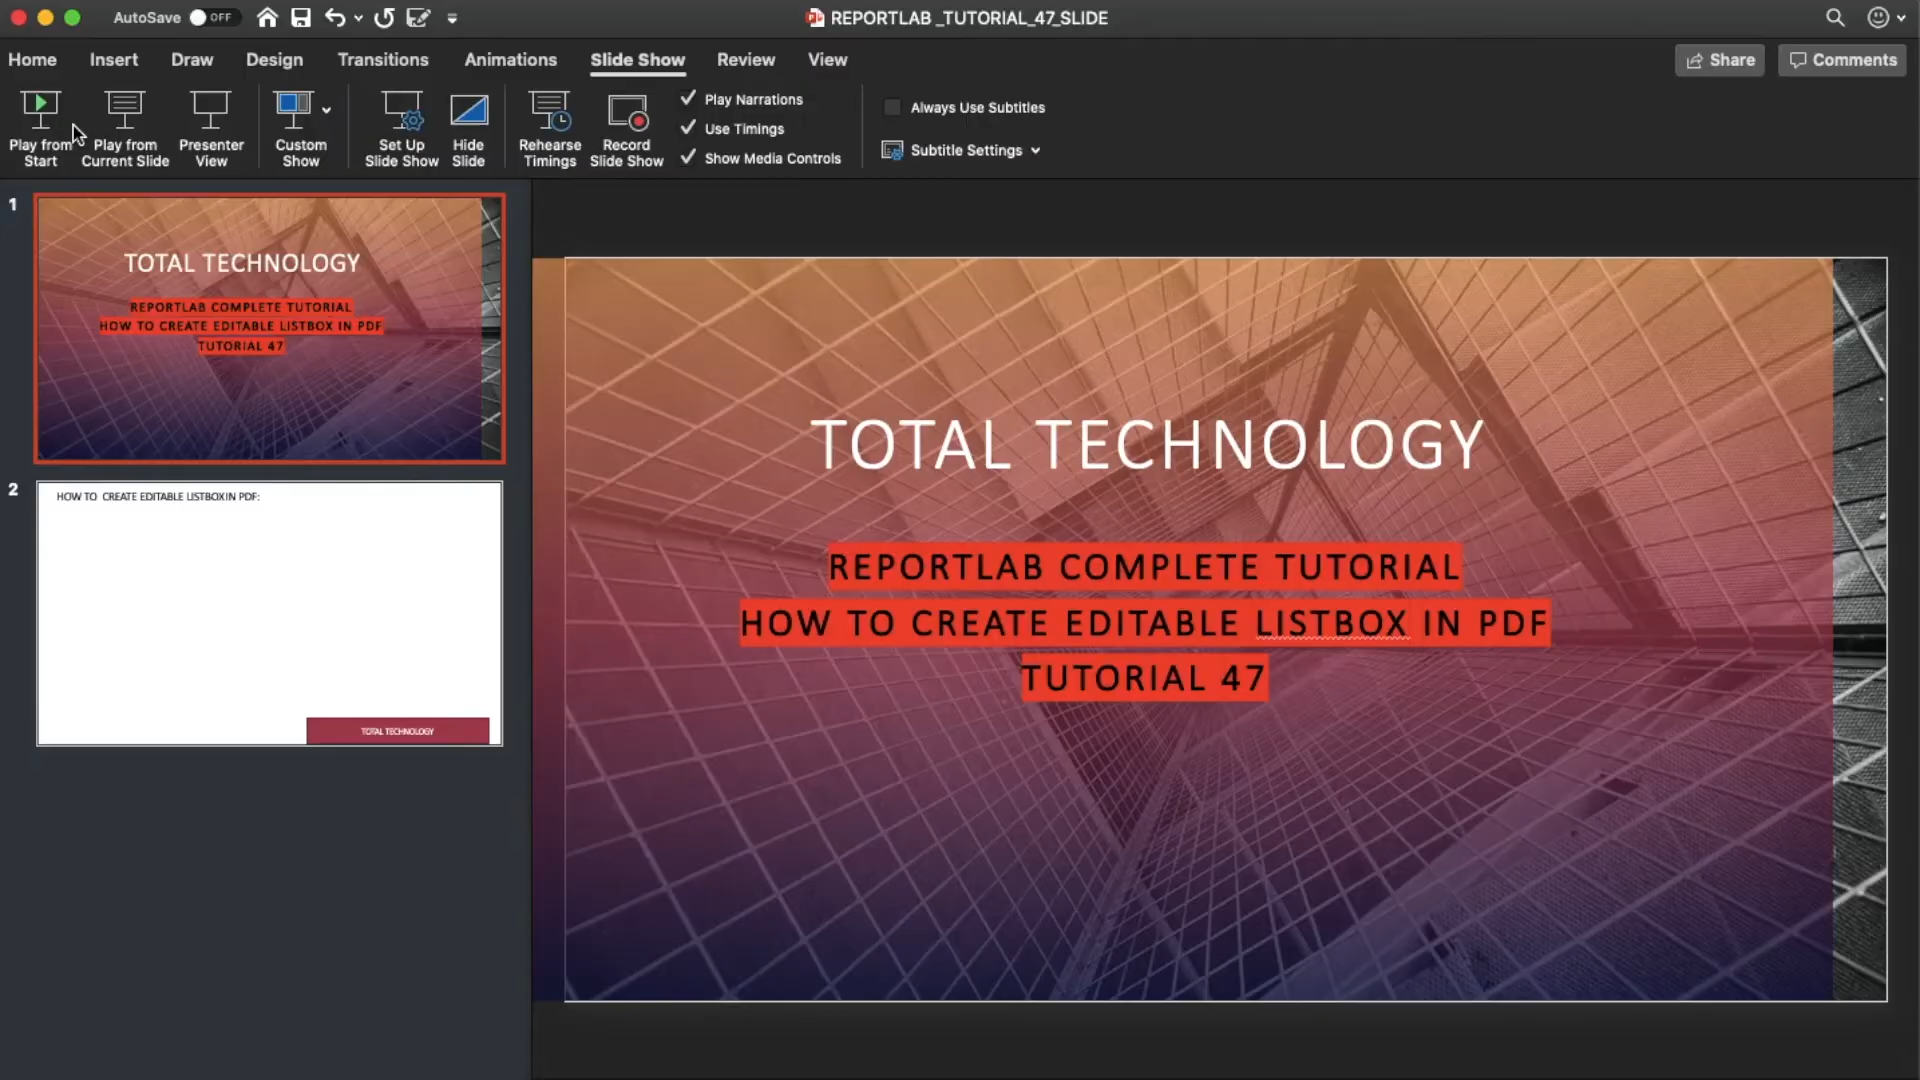 AutoSave OFF
REPORTLAB _TUTORIAL_47_SLIDE
Home Insert Draw Design Transitions Animations Slide Show Review View
Share Comments
Play from Start
Play from Current Slide
Presenter View
Custom Show
Set Up Slide Show
Hide Slide
Rehearse Timings
Record Slide Show
Play Narrations
Use Timings
Show Media Controls
Always Use Subtitles
Subtitle Settings
1
TOTAL TECHNOLOGY
REPORTLAB COMPLETE TUTORIAL
HOW TO CREATE EDITABLE LISTBOX IN PDF
TUTORIAL 47
2
HOW TO CREATE EDITABLE LISTBOXIN PDF:
TOTAL TECHNOLOGY
TOTAL TECHNOLOGY
REPORTLAB COMPLETE TUTORIAL
HOW TO CREATE EDITABLE LISTBOX IN PDF
TUTORIAL 47